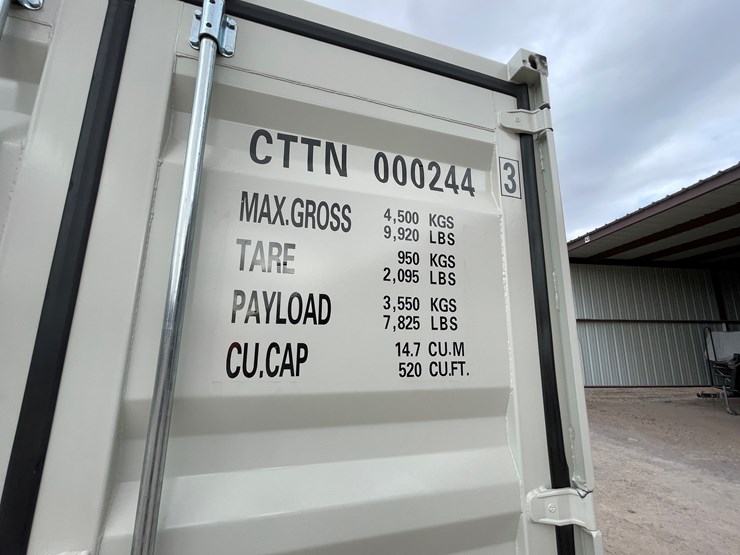 CTTN 000244 3
MAX.GROSS 4,500 KGS
9,920 LBS
TARE 950 KGS
2,095 LBS
PAYLOAD 3,550 KGS
7,825 LBS
CU.CAP 14.7 CU.M
520 CU.FT.